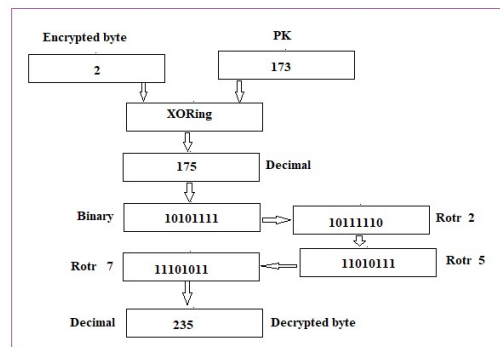 Encrypted byte
PK
2
173
XORing
175 Decimal
Binary 10101111
10111110 Rotr 2
Rotr 7 11101011
11010111 Rotr 5
Decimal 235 Decrypted byte